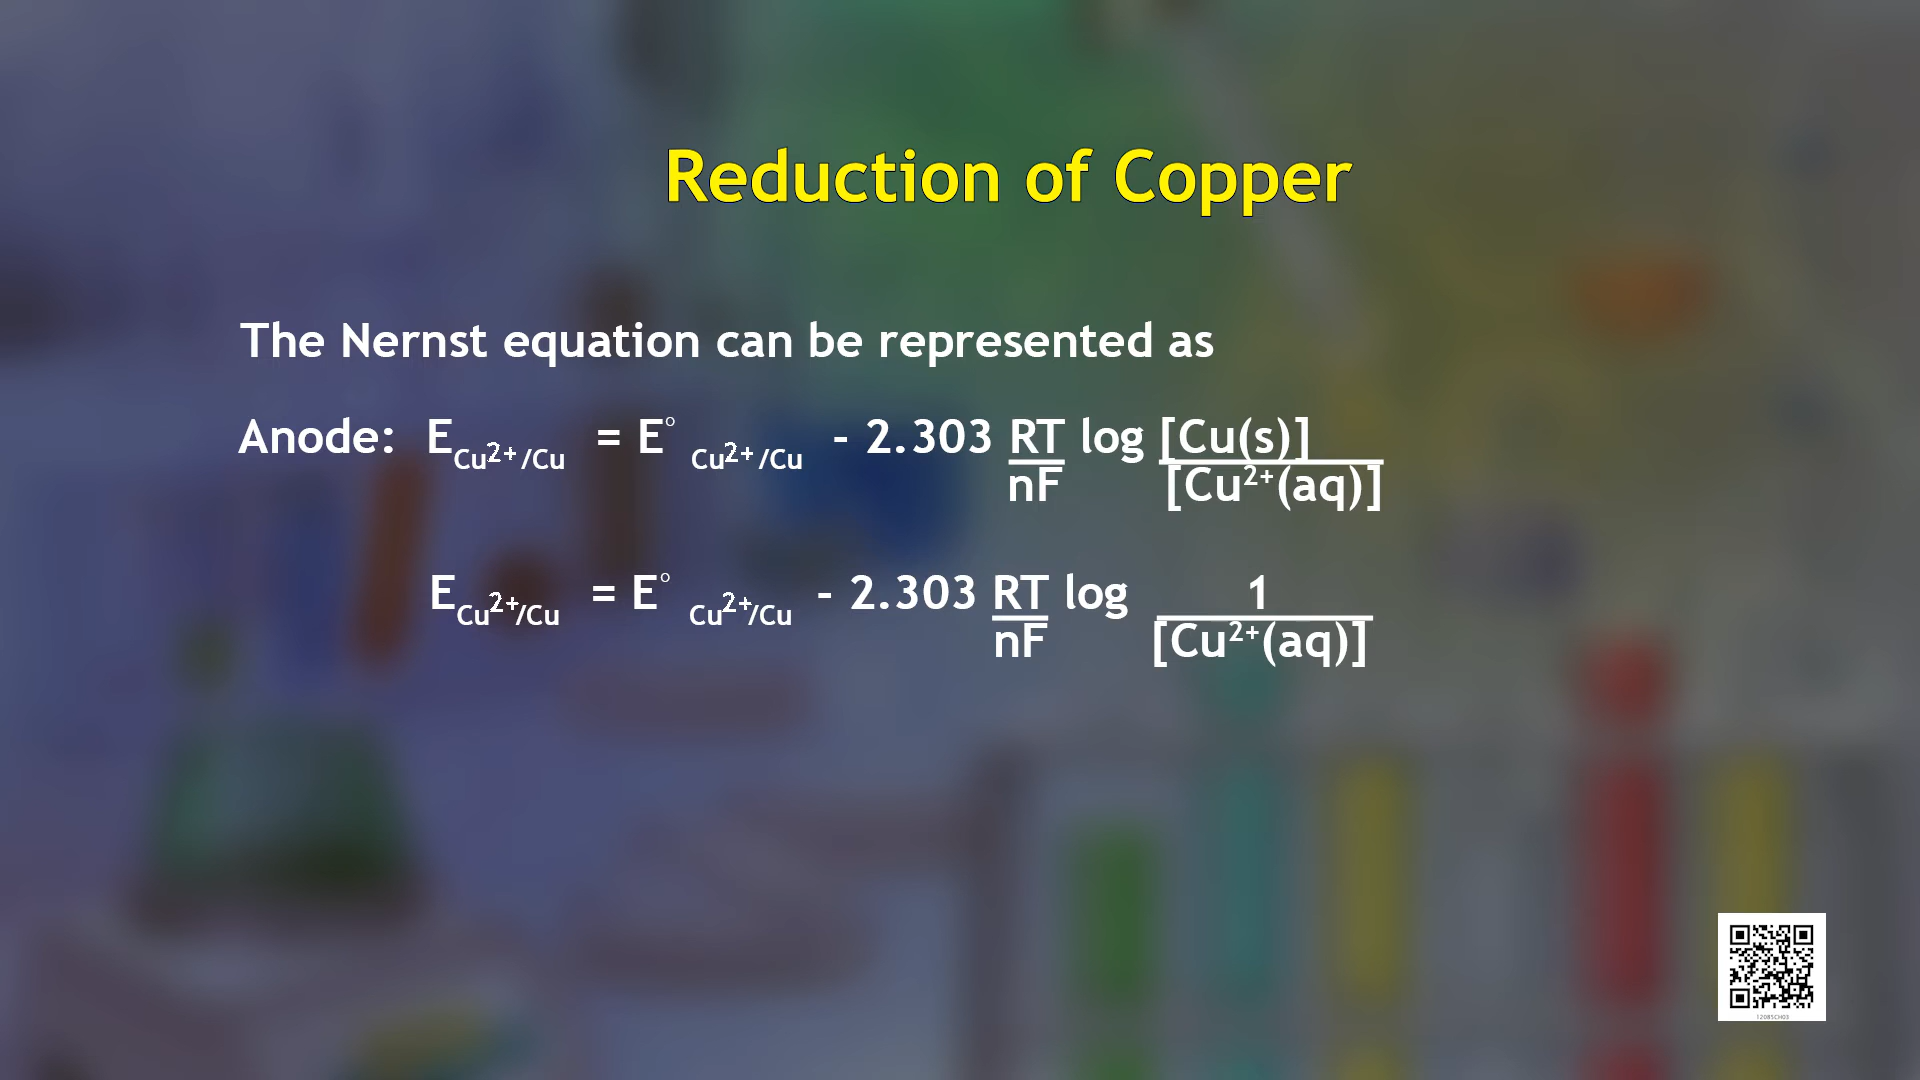 Reduction of Copper
The Nernst equation can be represented as
Anode: E Cu²⁺/Cu = E° Cu²⁺/Cu – 2.303 RT/nF log [Cu(s)]/[Cu²⁺(aq)]
E Cu²⁺/Cu = E° Cu²⁺/Cu – 2.303 RT/nF log 1/[Cu²⁺(aq)]
12085CH03